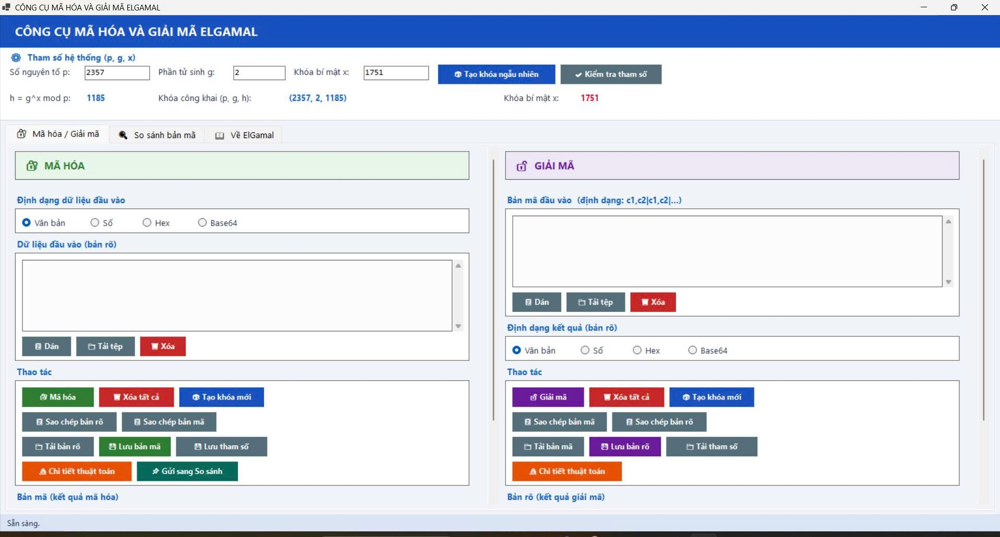 CÔNG CỤ MÃ HÓA VÀ GIẢI MÃ ELGAMAL
CÔNG CỤ MÃ HÓA VÀ GIẢI MÃ ELGAMAL
Tham số hệ thống (p, g, x)
Số nguyên tố p: 2357 Phần tử sinh g: 2 Khóa bí mật x: 1751 Tạo khóa ngẫu nhiên Kiểm tra tham số
h = g^x mod p: 1185 Khóa công khai (p, g, h): (2357, 2, 1185) Khóa bí mật x: 1751
Mã hóa / Giải mã So sánh bản mã Về ElGamal
MÃ HÓA
Định dạng dữ liệu đầu vào
Văn bản Số Hex Base64
Dữ liệu đầu vào (bản rõ)
Dán Tải tệp Xóa
Thao tác
Mã hóa Xóa tất cả Tạo khóa mới
Sao chép bản rõ Sao chép bản mã
Tải bản rõ Lưu bản mã Lưu tham số
Chi tiết thuật toán Gửi sang So sánh
Bản mã (kết quả mã hóa)
GIẢI MÃ
Bản mã đầu vào (định dạng: c1,c2|c1,c2|...)
Dán Tải tệp Xóa
Định dạng kết quả (bản rõ)
Văn bản Số Hex Base64
Thao tác
Giải mã Xóa tất cả Tạo khóa mới
Sao chép bản mã Sao chép bản rõ
Tải bản mã Lưu bản rõ Tải tham số
Chi tiết thuật toán
Bản rõ (kết quả giải mã)
Sẵn sàng.